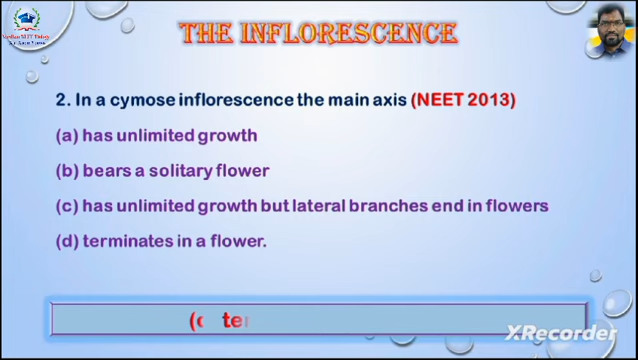 THE INFLORESCENCE
2. In a cymose inflorescence the main axis (NEET 2013)
(a) has unlimited growth
(b) bears a solitary flower
(c) has unlimited growth but lateral branches end in flowers
(d) terminates in a flower.
XRecorder